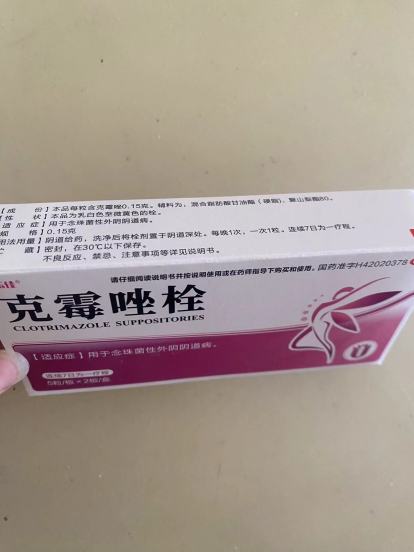 【成 份】本品每粒含克霉唑0.15克。辅料为：混合脂肪酸甘油酯（硬脂）、聚山梨酯80。
性 状】本品为乳白色至微黄色的栓。
适应症】用于念珠菌性外阴阴道病。
规 格】0.15克
用法用量】阴道给药，洗净后将栓剂置于阴道深处。每晚1次，一次1粒。连续7日为一疗程。
藏】密封，在30℃以下保存。
不良反应、禁忌、注意事项等详见说明书。
请仔细阅读说明书并按说明使用或在药师指导下购买和使用。
国药准字H42020378
克霉唑栓
CLOTRIMAZOLE SUPPOSITORIES
【适应症】用于念珠菌性外阴阴道病。
连续7日为一疗程
5粒/板×2板/盒